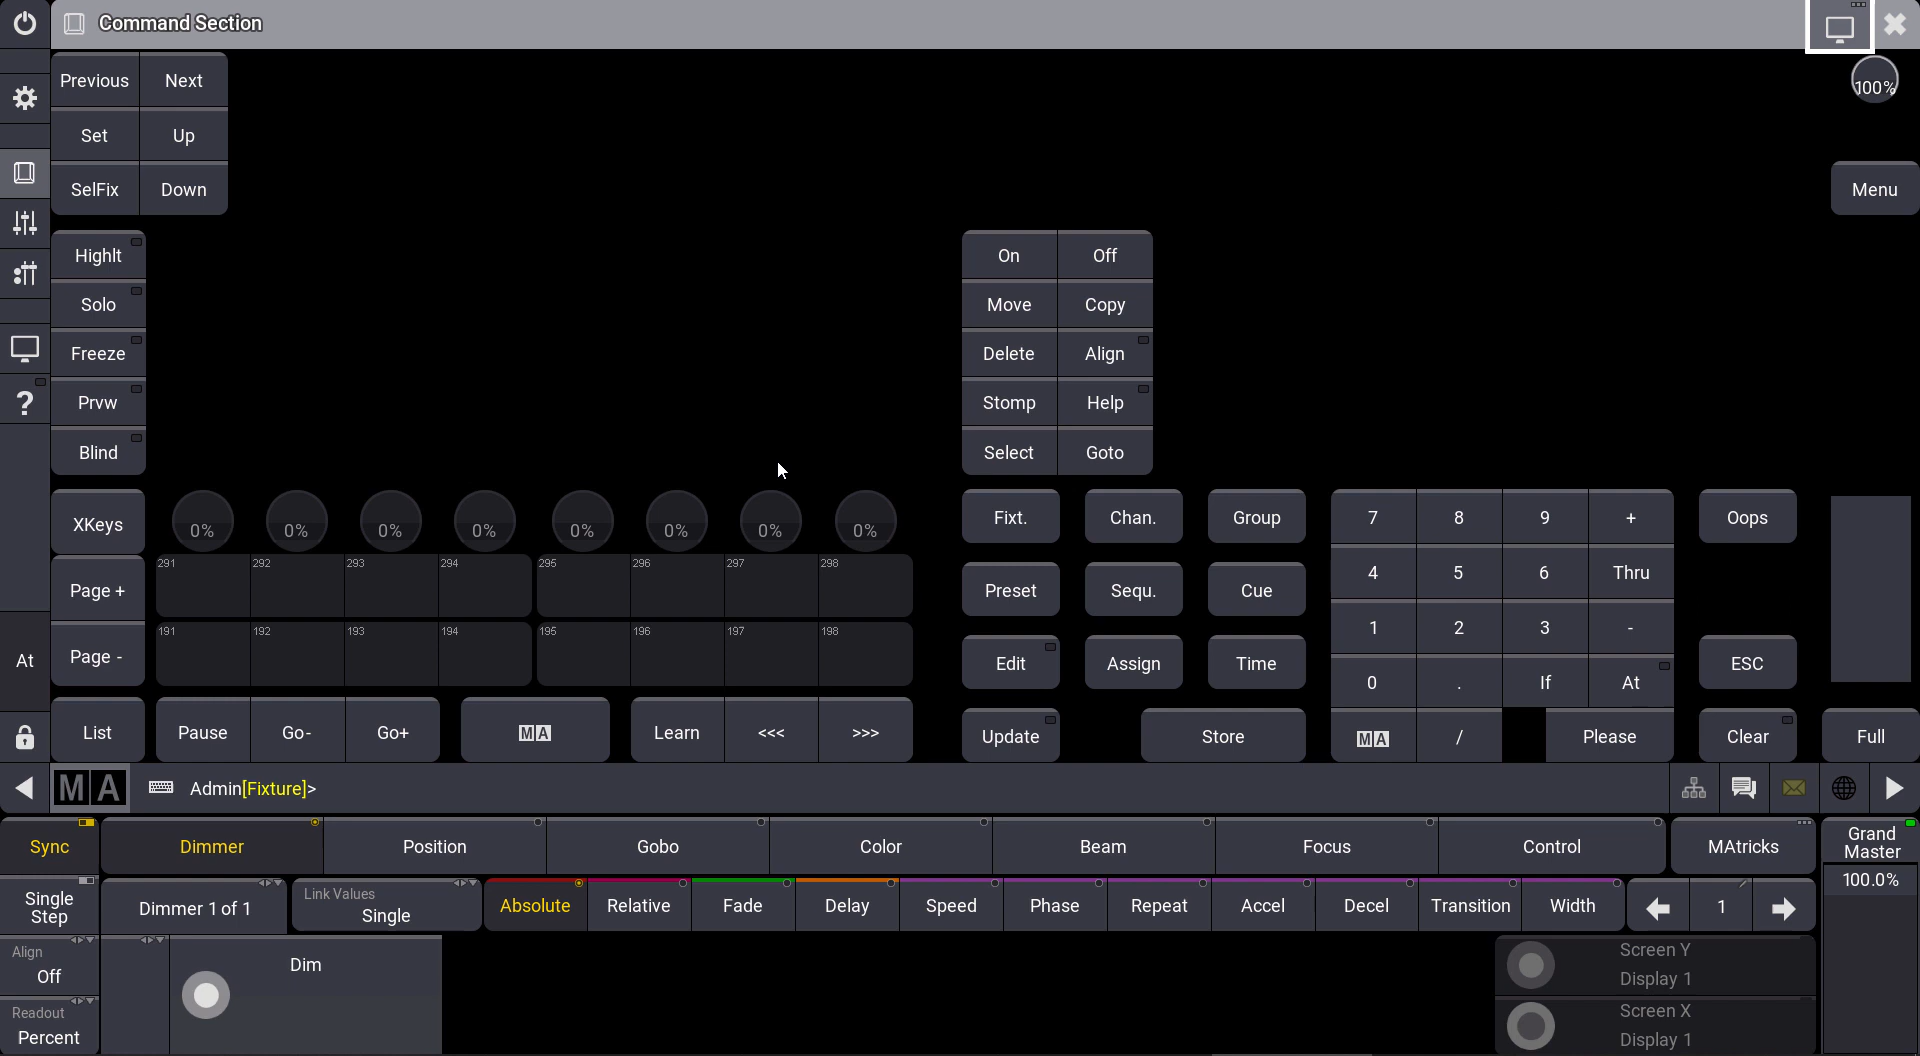 Command Section
100%
Previous Next
Set Up
SelFix Down
Menu
Highlt
Solo
Freeze
Prvw
Blind
On Off
Move Copy
Delete Align
Stomp Help
Select Goto
XKeys
0% 0% 0% 0% 0% 0% 0% 0%
291 292 293 294 295 296 297 298
Page +
191 192 193 194 195 196 197 198
Page -
Fixt. Chan. Group
Preset Sequ. Cue
Edit Assign Time
Update Store
7 8 9 +
4 5 6 Thru
1 2 3 -
0 . If At
MA / Please
Oops
ESC
Clear
Full
?
At
List Pause Go- Go+ MA Learn <<< >>>
MA Admin[Fixture]>
Sync Dimmer Position Gobo Color Beam Focus Control MAtricks
Grand
Master
100.0%
Single
Step
Dimmer 1 of 1
Link Values
Single
Absolute Relative Fade Delay Speed Phase Repeat Accel Decel Transition Width 1
Align
Off
Dim
Readout
Percent
Screen Y
Display 1
Screen X
Display 1